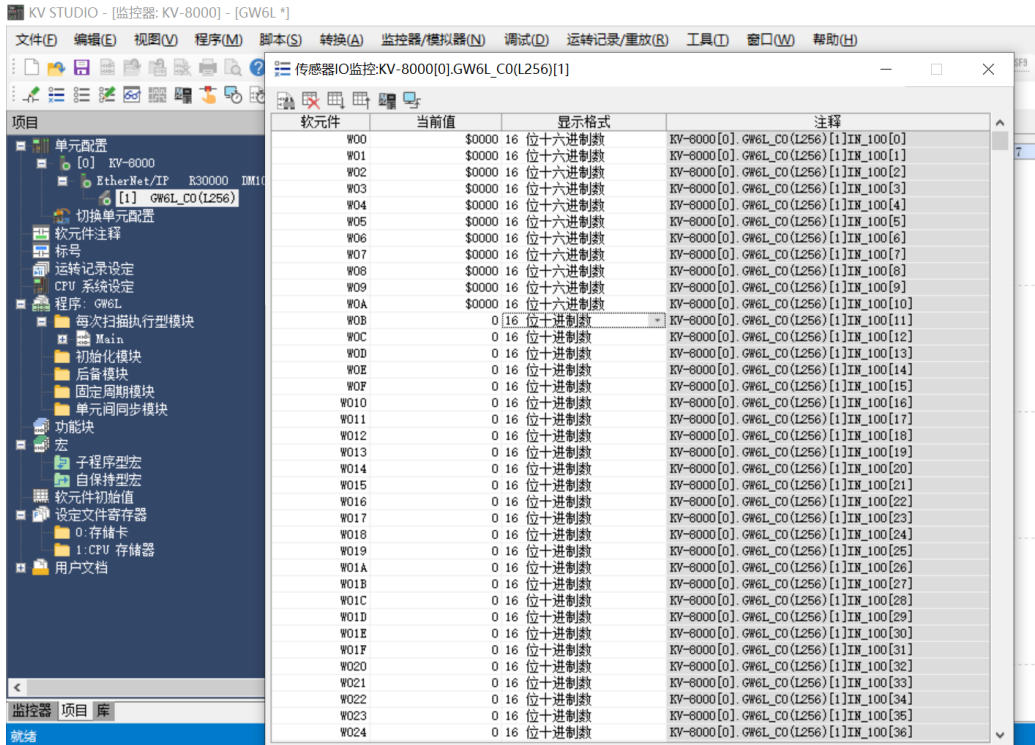 KV STUDIO - [监控器: KV-8000] - [GW6L *]
文件(F) 编辑(E) 视图(V) 程序(M) 脚本(S) 转换(A) 监控器/模拟器(N) 调试(D) 运转记录/重放(R) 工具(T) 窗口(W) 帮助(H)
传感器IO监控:KV-8000[0].GW6L_C0(L256)[1]
SF9
7
项目
单元配置
[0] KV-8000
EtherNet/IP R30000 DM10
[1] GW6L_C0(L256)
切换单元配置
软元件注释
标号
运转记录设定
CPU 系统设定
程序: GW6L
每次扫描执行型模块
Main
初始化模块
后备模块
固定周期模块
单元间同步模块
功能块
宏
子程序型宏
自保持型宏
软元件初始值
设定文件寄存器
0:存储卡
1:CPU 存储器
用户文档
监控器 项目 库
就绪
软元件 当前值 显示格式 注释
W00 $0000 16 位十六进制数 KV-8000[0].GW6L_C0(L256)[1]IN_100[0]
W01 $0000 16 位十六进制数 KV-8000[0].GW6L_C0(L256)[1]IN_100[1]
W02 $0000 16 位十六进制数 KV-8000[0].GW6L_C0(L256)[1]IN_100[2]
W03 $0000 16 位十六进制数 KV-8000[0].GW6L_C0(L256)[1]IN_100[3]
W04 $0000 16 位十六进制数 KV-8000[0].GW6L_C0(L256)[1]IN_100[4]
W05 $0000 16 位十六进制数 KV-8000[0].GW6L_C0(L256)[1]IN_100[5]
W06 $0000 16 位十六进制数 KV-8000[0].GW6L_C0(L256)[1]IN_100[6]
W07 $0000 16 位十六进制数 KV-8000[0].GW6L_C0(L256)[1]IN_100[7]
W08 $0000 16 位十六进制数 KV-8000[0].GW6L_C0(L256)[1]IN_100[8]
W09 $0000 16 位十六进制数 KV-8000[0].GW6L_C0(L256)[1]IN_100[9]
W0A $0000 16 位十六进制数 KV-8000[0].GW6L_C0(L256)[1]IN_100[10]
W0B 0 16 位十进制数 KV-8000[0].GW6L_C0(L256)[1]IN_100[11]
W0C 0 16 位十进制数 KV-8000[0].GW6L_C0(L256)[1]IN_100[12]
W0D 0 16 位十进制数 KV-8000[0].GW6L_C0(L256)[1]IN_100[13]
W0E 0 16 位十进制数 KV-8000[0].GW6L_C0(L256)[1]IN_100[14]
W0F 0 16 位十进制数 KV-8000[0].GW6L_C0(L256)[1]IN_100[15]
W010 0 16 位十进制数 KV-8000[0].GW6L_C0(L256)[1]IN_100[16]
W011 0 16 位十进制数 KV-8000[0].GW6L_C0(L256)[1]IN_100[17]
W012 0 16 位十进制数 KV-8000[0].GW6L_C0(L256)[1]IN_100[18]
W013 0 16 位十进制数 KV-8000[0].GW6L_C0(L256)[1]IN_100[19]
W014 0 16 位十进制数 KV-8000[0].GW6L_C0(L256)[1]IN_100[20]
W015 0 16 位十进制数 KV-8000[0].GW6L_C0(L256)[1]IN_100[21]
W016 0 16 位十进制数 KV-8000[0].GW6L_C0(L256)[1]IN_100[22]
W017 0 16 位十进制数 KV-8000[0].GW6L_C0(L256)[1]IN_100[23]
W018 0 16 位十进制数 KV-8000[0].GW6L_C0(L256)[1]IN_100[24]
W019 0 16 位十进制数 KV-8000[0].GW6L_C0(L256)[1]IN_100[25]
W01A 0 16 位十进制数 KV-8000[0].GW6L_C0(L256)[1]IN_100[26]
W01B 0 16 位十进制数 KV-8000[0].GW6L_C0(L256)[1]IN_100[27]
W01C 0 16 位十进制数 KV-8000[0].GW6L_C0(L256)[1]IN_100[28]
W01D 0 16 位十进制数 KV-8000[0].GW6L_C0(L256)[1]IN_100[29]
W01E 0 16 位十进制数 KV-8000[0].GW6L_C0(L256)[1]IN_100[30]
W01F 0 16 位十进制数 KV-8000[0].GW6L_C0(L256)[1]IN_100[31]
W020 0 16 位十进制数 KV-8000[0].GW6L_C0(L256)[1]IN_100[32]
W021 0 16 位十进制数 KV-8000[0].GW6L_C0(L256)[1]IN_100[33]
W022 0 16 位十进制数 KV-8000[0].GW6L_C0(L256)[1]IN_100[34]
W023 0 16 位十进制数 KV-8000[0].GW6L_C0(L256)[1]IN_100[35]
W024 0 16 位十进制数 KV-8000[0].GW6L_C0(L256)[1]IN_100[36]